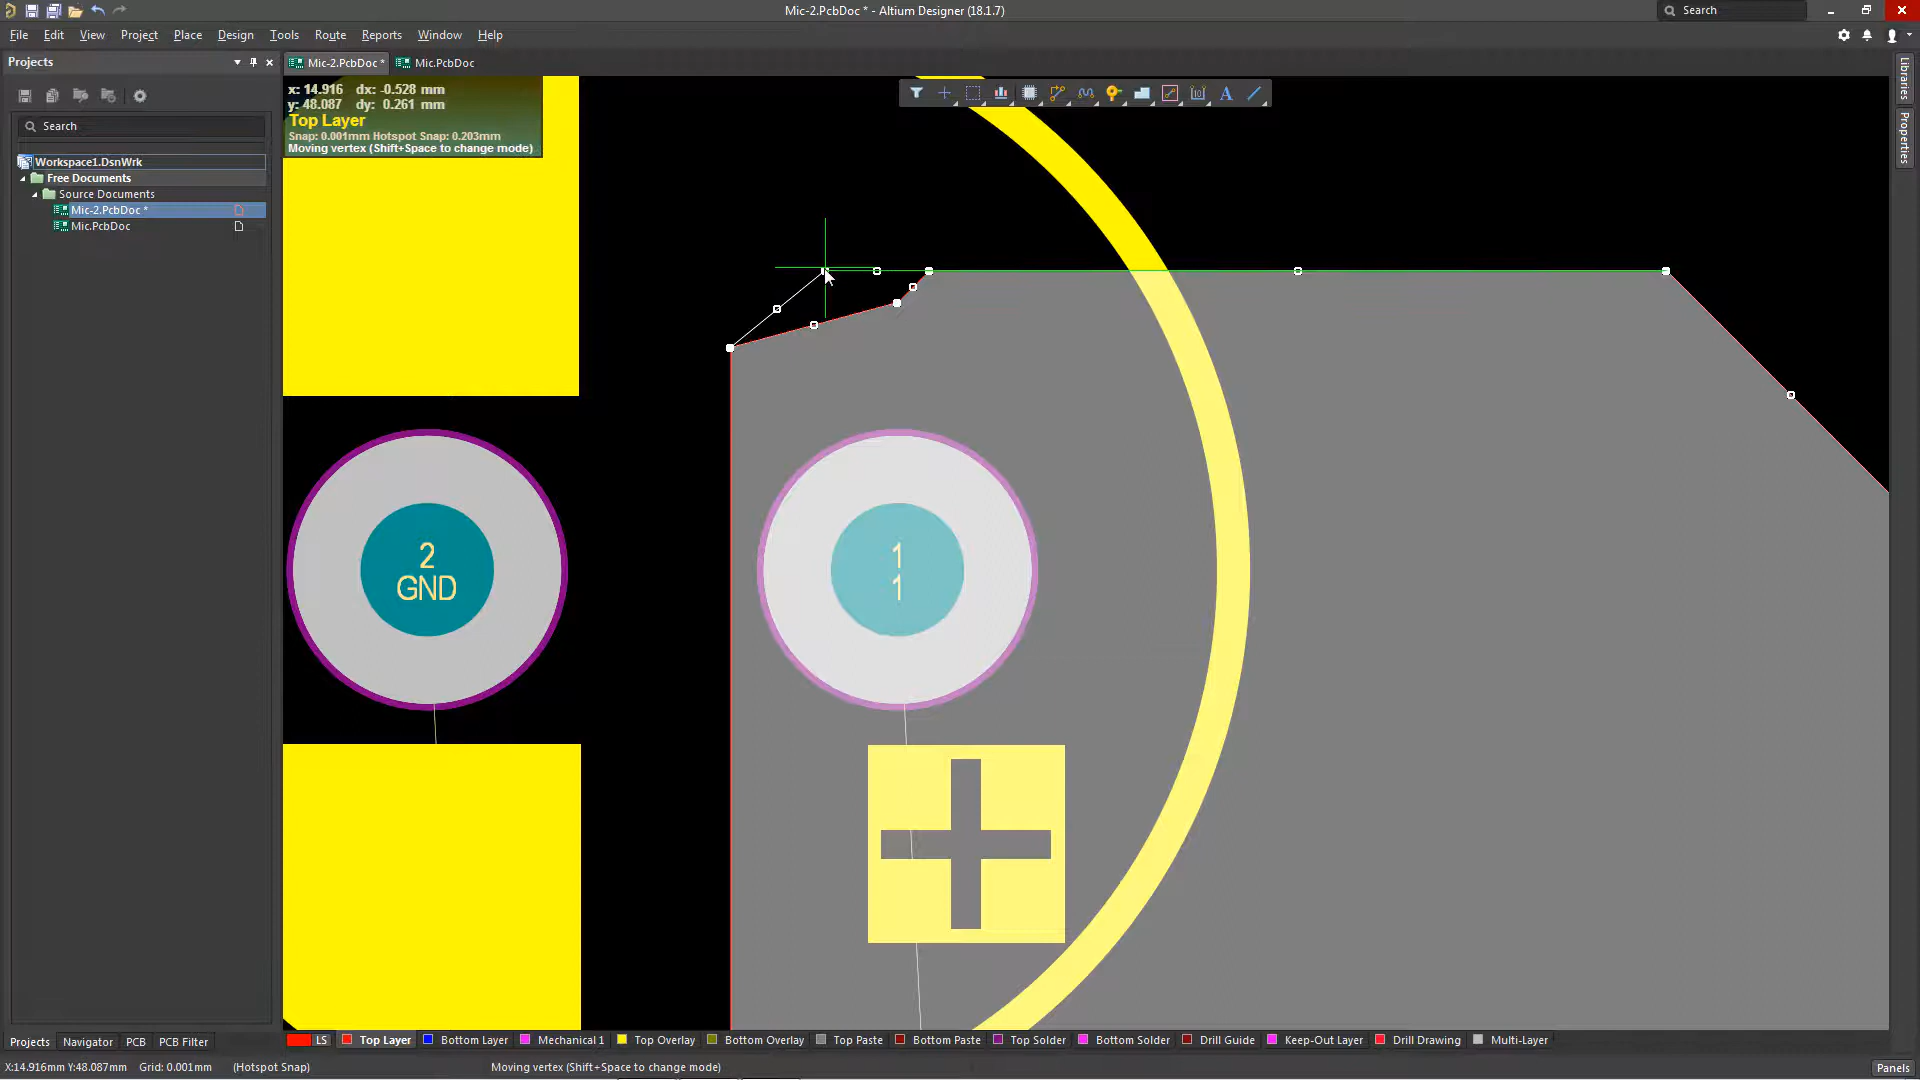 Mic-2.PcbDoc * - Altium Designer (18.1.7)
Search
File Edit View Project Place Design Tools Route Reports Window Help
Projects
Mic-2.PcbDoc * Mic.PcbDoc
Libraries
Properties
x: 14.916 dx: -0.528 mm
y: 48.087 dy: 0.261 mm
Top Layer
Snap: 0.001mm Hotspot Snap: 0.203mm
Moving vertex (Shift+Space to change mode)
Search
Workspace1.DsnWrk
Free Documents
Source Documents
Mic-2.PcbDoc *
Mic.PcbDoc
2
GND
1
1
Projects Navigator PCB PCB Filter
LS Top Layer Bottom Layer Mechanical 1 Top Overlay Bottom Overlay Top Paste Bottom Paste Top Solder Bottom Solder Drill Guide Keep-Out Layer Drill Drawing Multi-Layer
X:14.916mm Y:48.087mm Grid: 0.001mm (Hotspot Snap) Moving vertex (Shift+Space to change mode) Panels